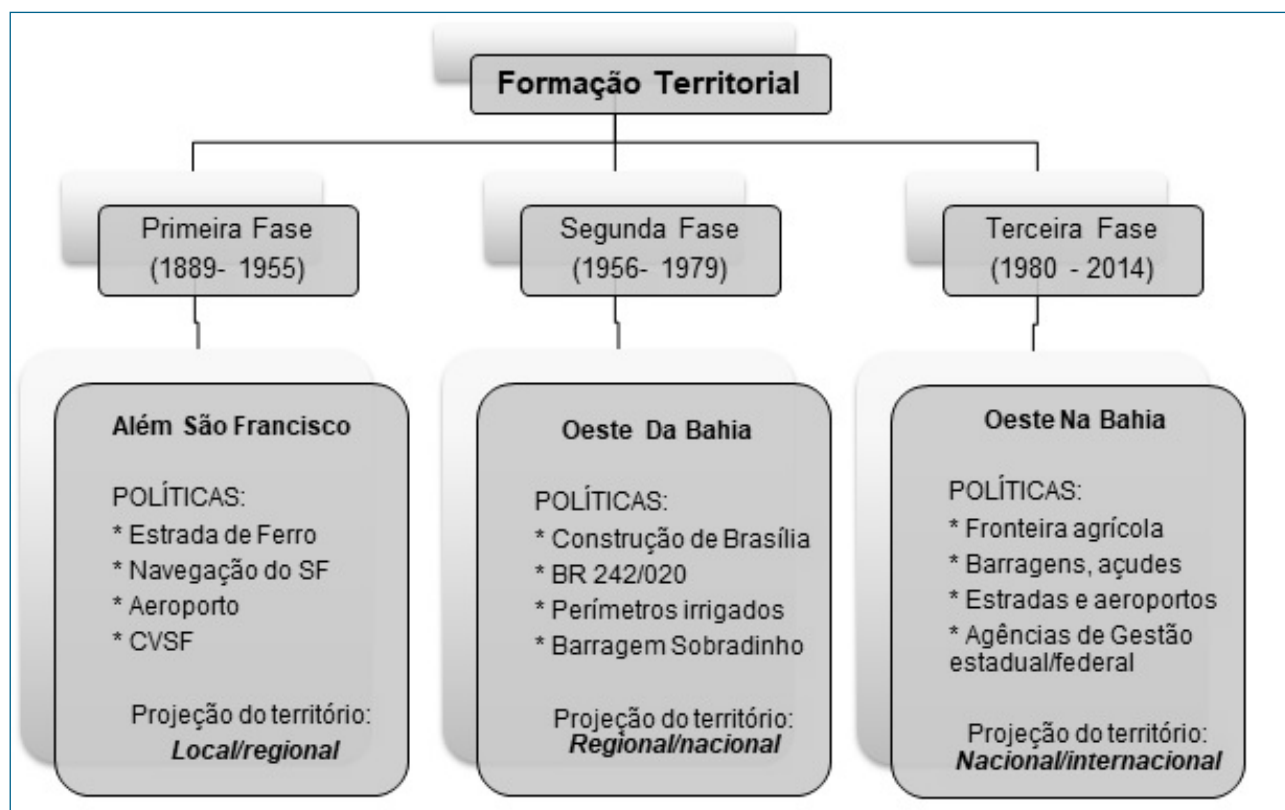 Formação Territorial
Primeira Fase
(1889- 1955)
Além São Francisco
POLÍTICAS:
* Estrada de Ferro
* Navegação do SF
* Aeroporto
* CVSF
Projeção do território:
Local/regional
Segunda Fase
(1956- 1979)
Oeste Da Bahia
POLÍTICAS:
* Construção de Brasília
* BR 242/020
* Perímetros irrigados
* Barragem Sobradinho
Projeção do território:
Regional/nacional
Terceira Fase
(1980 - 2014)
Oeste Na Bahia
POLÍTICAS:
* Fronteira agrícola
* Barragens, açudes
* Estradas e aeroportos
* Agências de Gestão
estadual/federal
Projeção do território:
Nacional/internacional